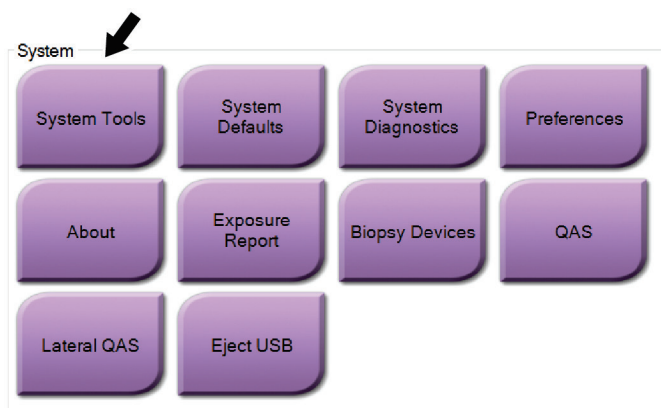 System
System Tools
System
Defaults
System
Diagnostics
Preferences
About
Exposure
Report
Biopsy Devices
QAS
Lateral QAS
Eject USB